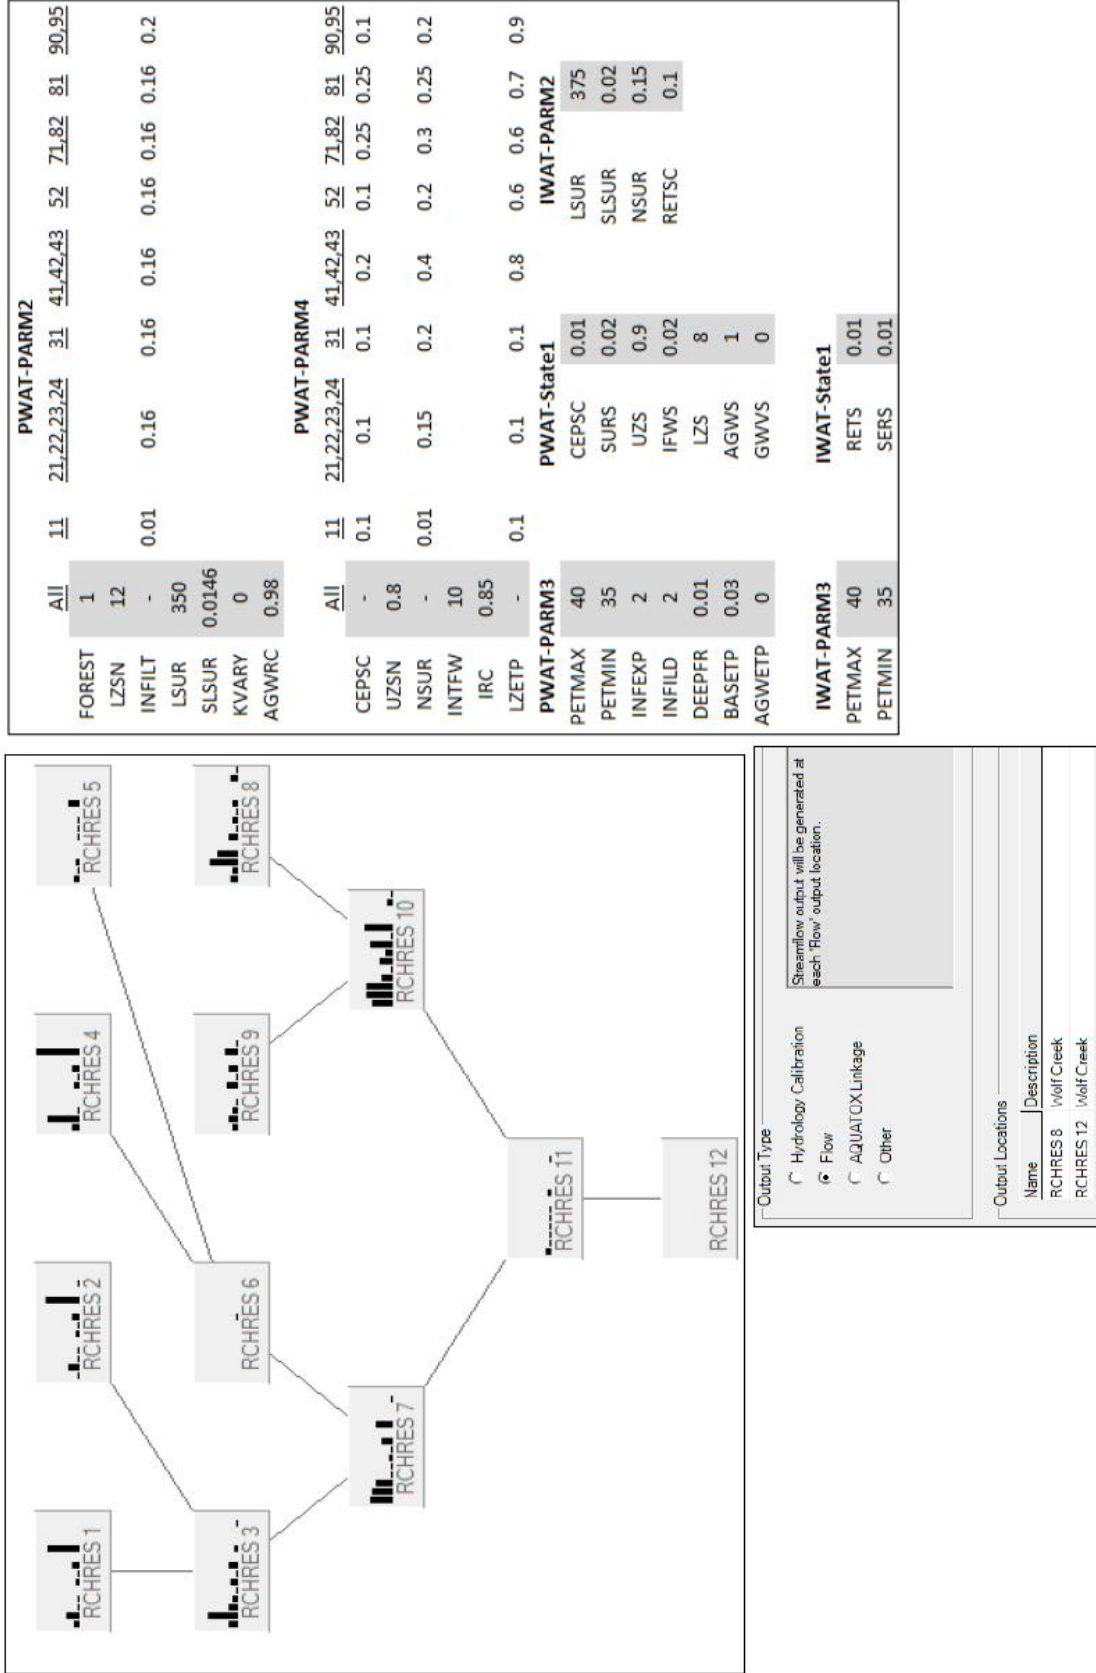 RCHRES 1
RCHRES 2
RCHRES 4
RCHRES 5
RCHRES 3
RCHRES 6
RCHRES 9
RCHRES 8
RCHRES 7
RCHRES 10
RCHRES 11
RCHRES 12
PWAT-PARM2
All 11 21,22,23,24 31 41,42,43 52 71,82 81 90,95
FOREST 1
LZSN 12
INFILT - 0.01 0.16 0.16 0.16 0.16 0.16 0.16 0.2
LSUR 350
SLSUR 0.0146
KVARY 0
AGWRC 0.98
PWAT-PARM4
All 11 21,22,23,24 31 41,42,43 52 71,82 81 90,95
CEPSC - 0.1 0.1 0.1 0.2 0.1 0.25 0.25 0.1
UZSN 0.8
NSUR - 0.01 0.15 0.2 0.4 0.2 0.3 0.25 0.2
INTFW 10
IRC 0.85
LZETP - 0.1 0.1 0.1 0.8 0.6 0.6 0.7 0.9
PWAT-PARM3 PWAT-State1 IWAT-PARM2
PETMAX 40 CEPSC 0.01 LSUR 375
PETMIN 35 SURS 0.02 SLSUR 0.02
INFEXP 2 UZS 0.9 NSUR 0.15
INFILD 2 IFWS 0.02 RETSC 0.1
DEEPFR 0.01 LZS 8
BASETP 0.03 AGWS 1
AGWETP 0 GWVS 0
IWAT-PARM3 IWAT-State1
PETMAX 40 RETS 0.01
PETMIN 35 SERS 0.01
Output Type
Hydrology Calibration
Flow
AQUATOX Linkage
Other
Streamflow output will be generated at
each 'Flow' output location.
Output Locations
Name Description
RCHRES 8 Wolf Creek
RCHRES 12 Wolf Creek